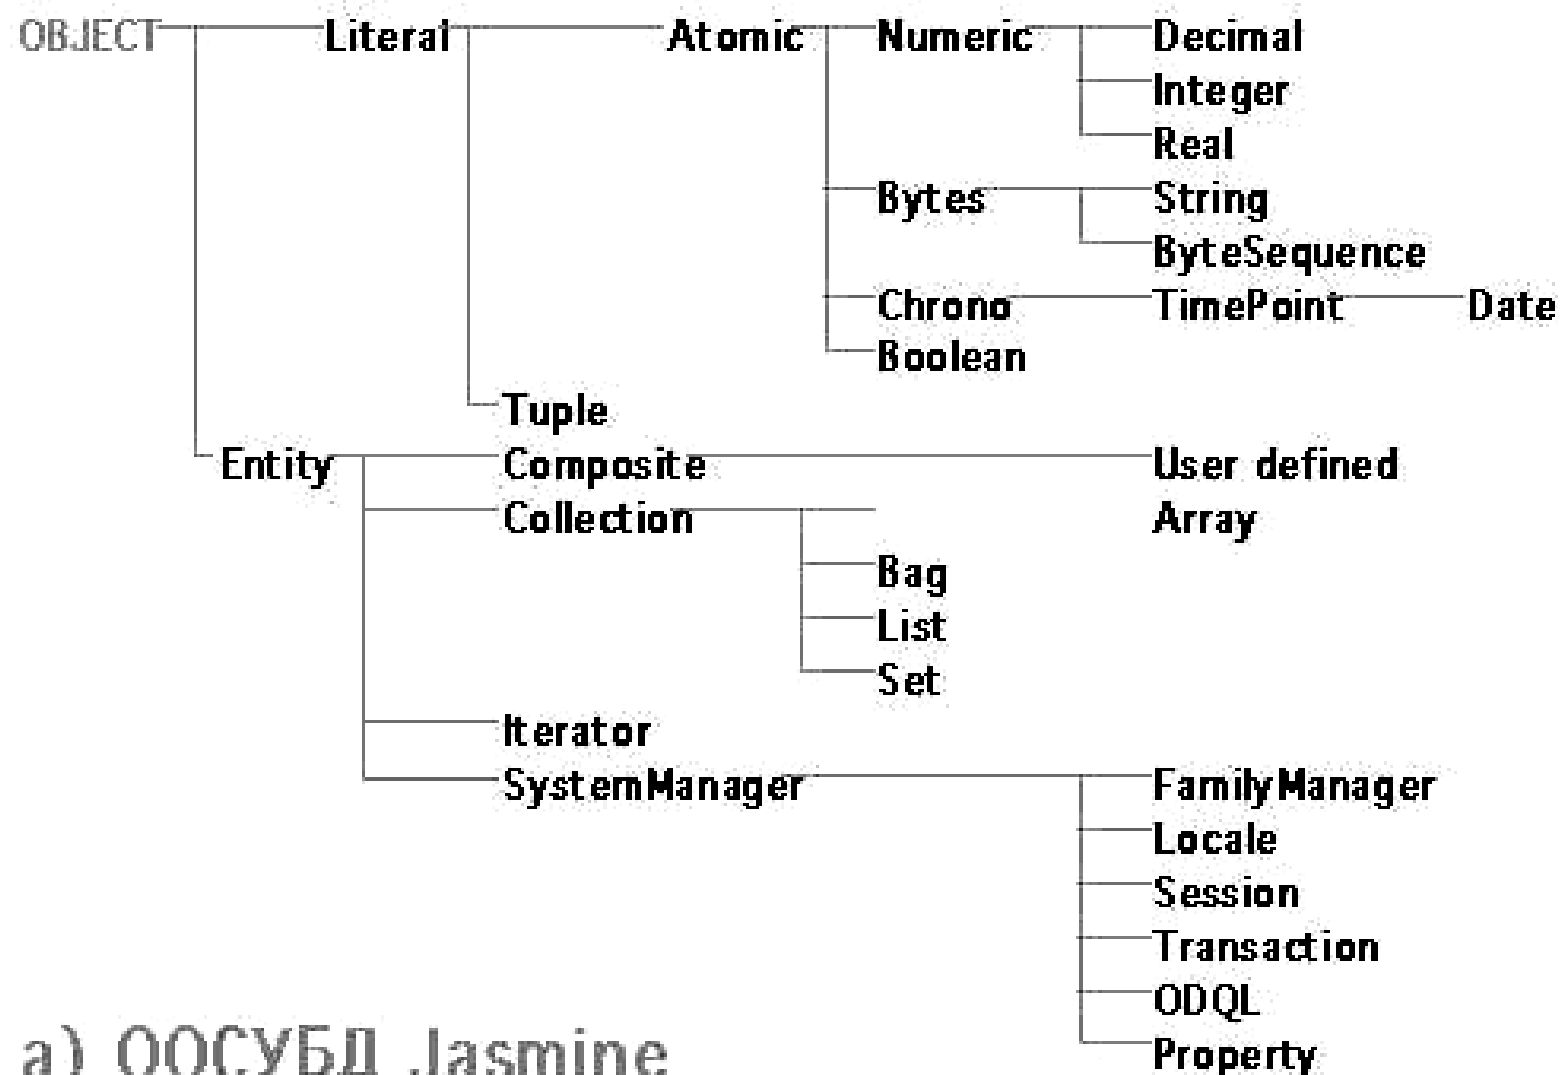 OBJECT Literal Atomic Numeric Decimal
Integer
Real
Bytes String
ByteSequence
Chrono TimePoint Date
Boolean
Tuple
Entity Composite User defined
Collection Array
Bag
List
Set
Iterator
SystemManager FamilyManager
Locale
Session
Transaction
ODQL
Property
а) ООСУБД Jasmine